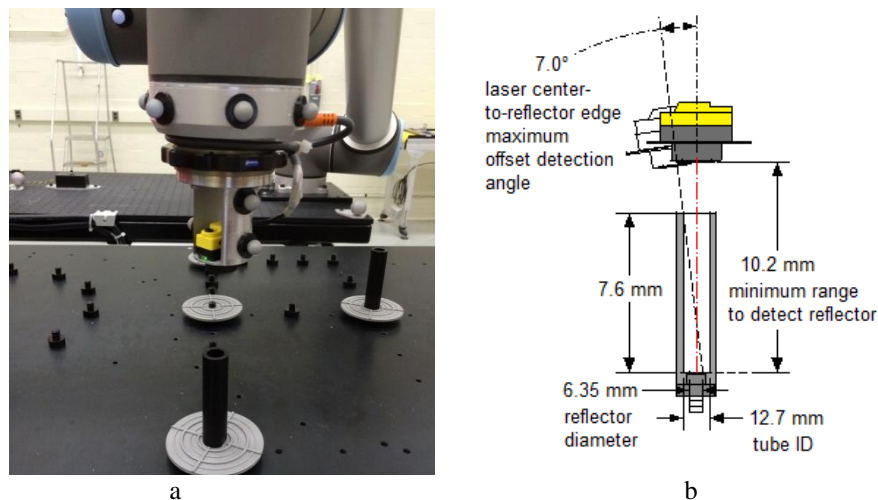 7.0°
laser center-
to-reflector edge
maximum
offset detection
angle
7.6 mm
10.2 mm
minimum range
to detect reflector
6.35 mm
reflector
diameter
12.7 mm
tube ID
a
b